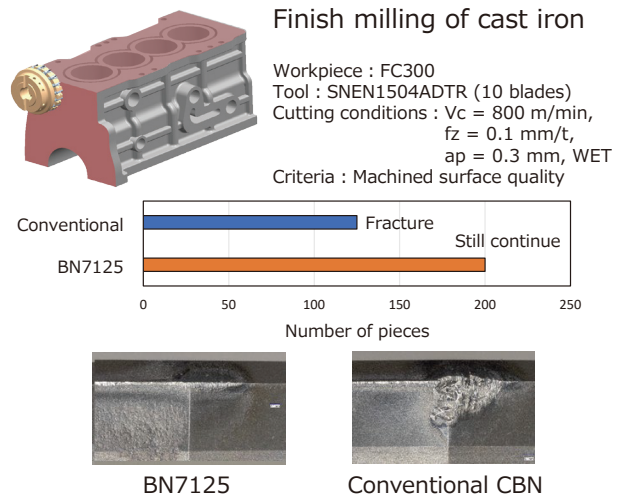 Finish milling of cast iron
Workpiece : FC300
Tool : SNEN1504ADTR (10 blades)
Cutting conditions : Vc = 800 m/min,
fz = 0.1 mm/t,
ap = 0.3 mm, WET
Criteria : Machined surface quality
Conventional
Fracture
Still continue
BN7125
0 50 100 150 200 250
Number of pieces
BN7125 Conventional CBN